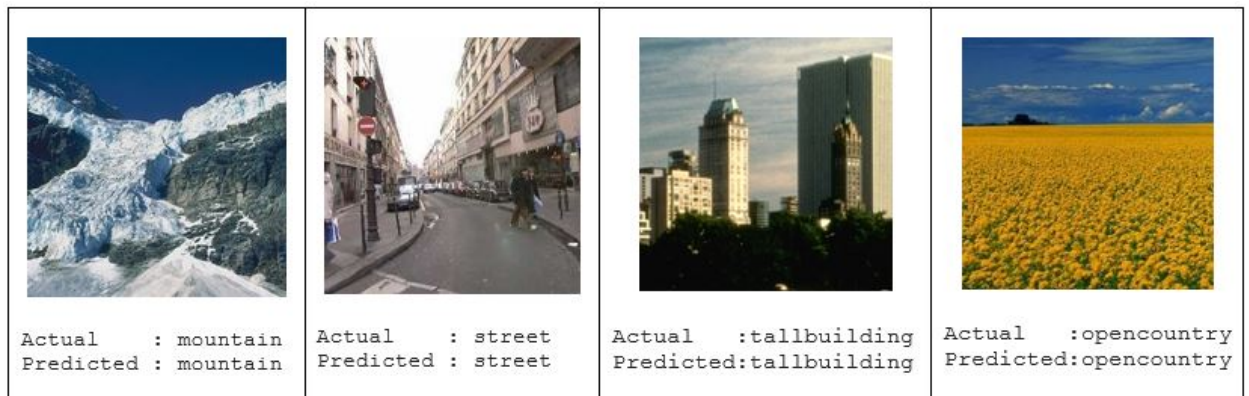 Actual : mountain
Predicted : mountain
Actual : street
Predicted : street
Actual :tallbuilding
Predicted:tallbuilding
Actual :opencountry
Predicted:opencountry